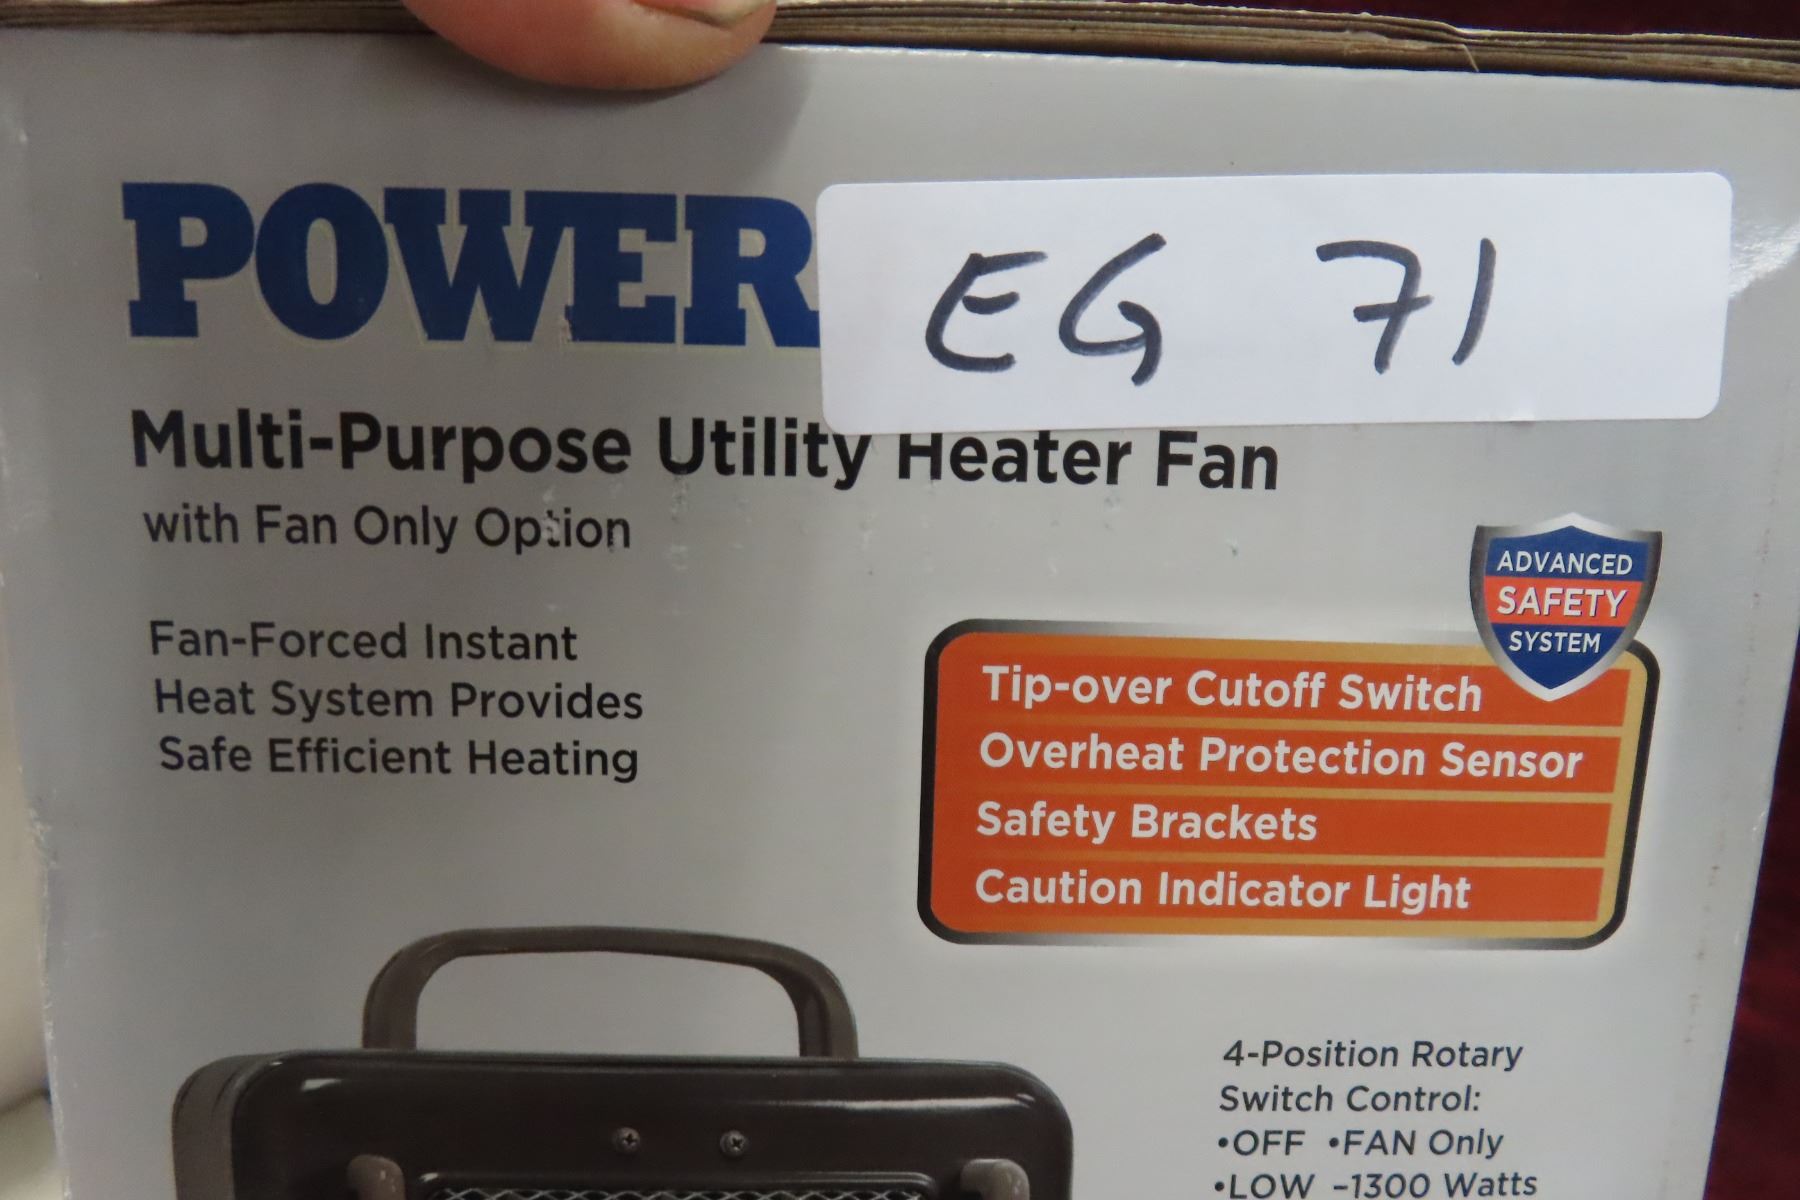 POWER
EG 71
Multi-Purpose Utility Heater Fan
with Fan Only Option
Fan-Forced Instant
Heat System Provides
Safe Efficient Heating
ADVANCED
SAFETY
SYSTEM
Tip-over Cutoff Switch
Overheat Protection Sensor
Safety Brackets
Caution Indicator Light
4-Position Rotary
Switch Control:
•OFF •FAN Only
•LOW -1300 Watts